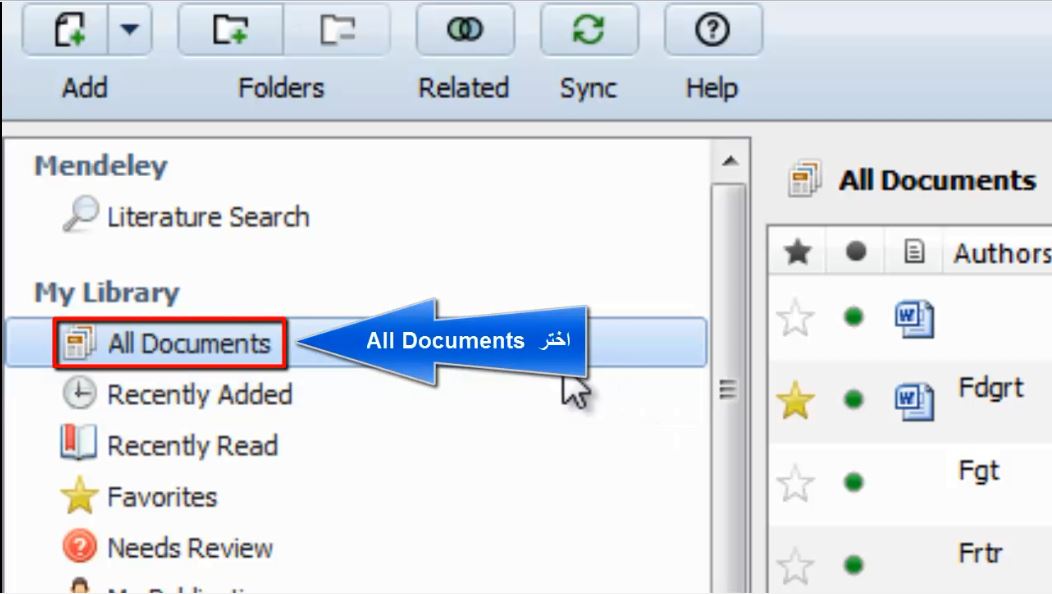 Add
Folders
Related
Sync
Help
Mendeley
Literature Search
My Library
All Documents
اختر All Documents
Recently Added
Recently Read
Favorites
Needs Review
All Documents
Authors
Fdgrt
Fgt
Frtr